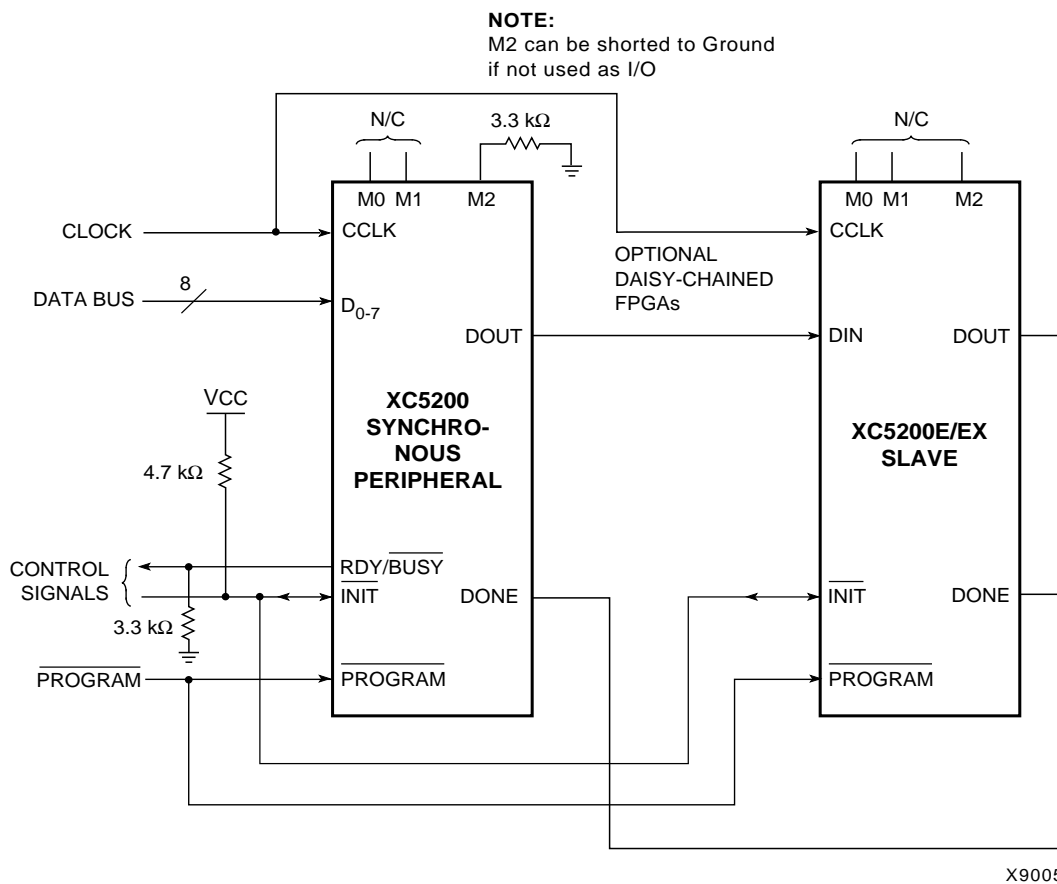 NOTE:
M2 can be shorted to Ground
if not used as I/O
N/C
3.3 kΩ
N/C
M0 M1 M2
M0 M1 M2
CLOCK
CCLK
CCLK
OPTIONAL
DAISY-CHAINED
FPGAs
DATA BUS
8
D0-7
DOUT
DIN
DOUT
VCC
4.7 kΩ
XC5200
SYNCHRO-
NOUS
PERIPHERAL
XC5200E/EX
SLAVE
CONTROL
SIGNALS
RDY/BUSY
INIT
DONE
INIT
DONE
3.3 kΩ
PROGRAM
PROGRAM
PROGRAM
X9005